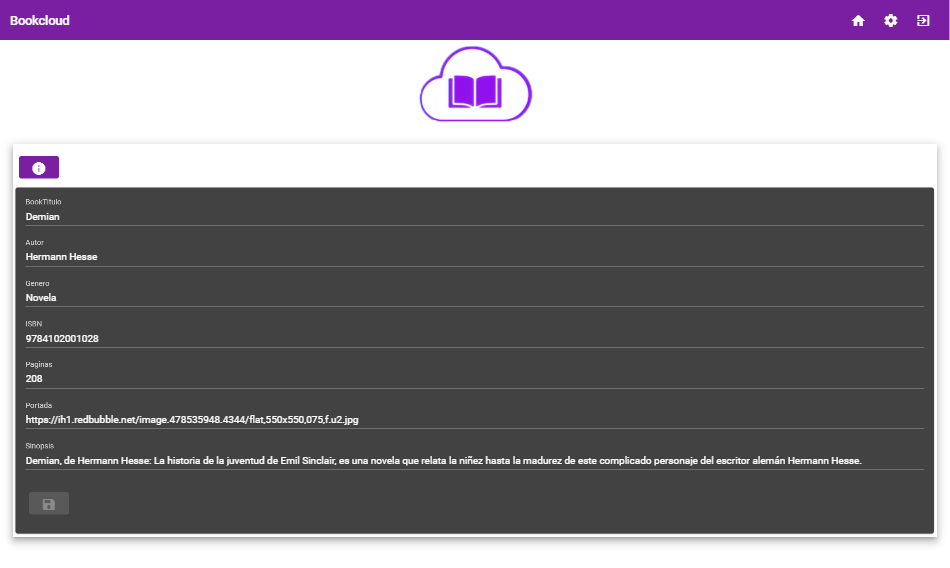 Bookcloud
BookTitulo
Demian
Autor
Hermann Hesse
Genero
Novela
ISBN
9784102001028
Paginas
208
Portada
https://ih1.redbubble.net/image.478535948.4344/flat,550x550,075,f.u2.jpg
Sinopsis
Demian, de Hermann Hesse: La historia de la juventud de Emil Sinclair, es una novela que relata la niñez hasta la madurez de este complicado personaje del escritor alemán Hermann Hesse.